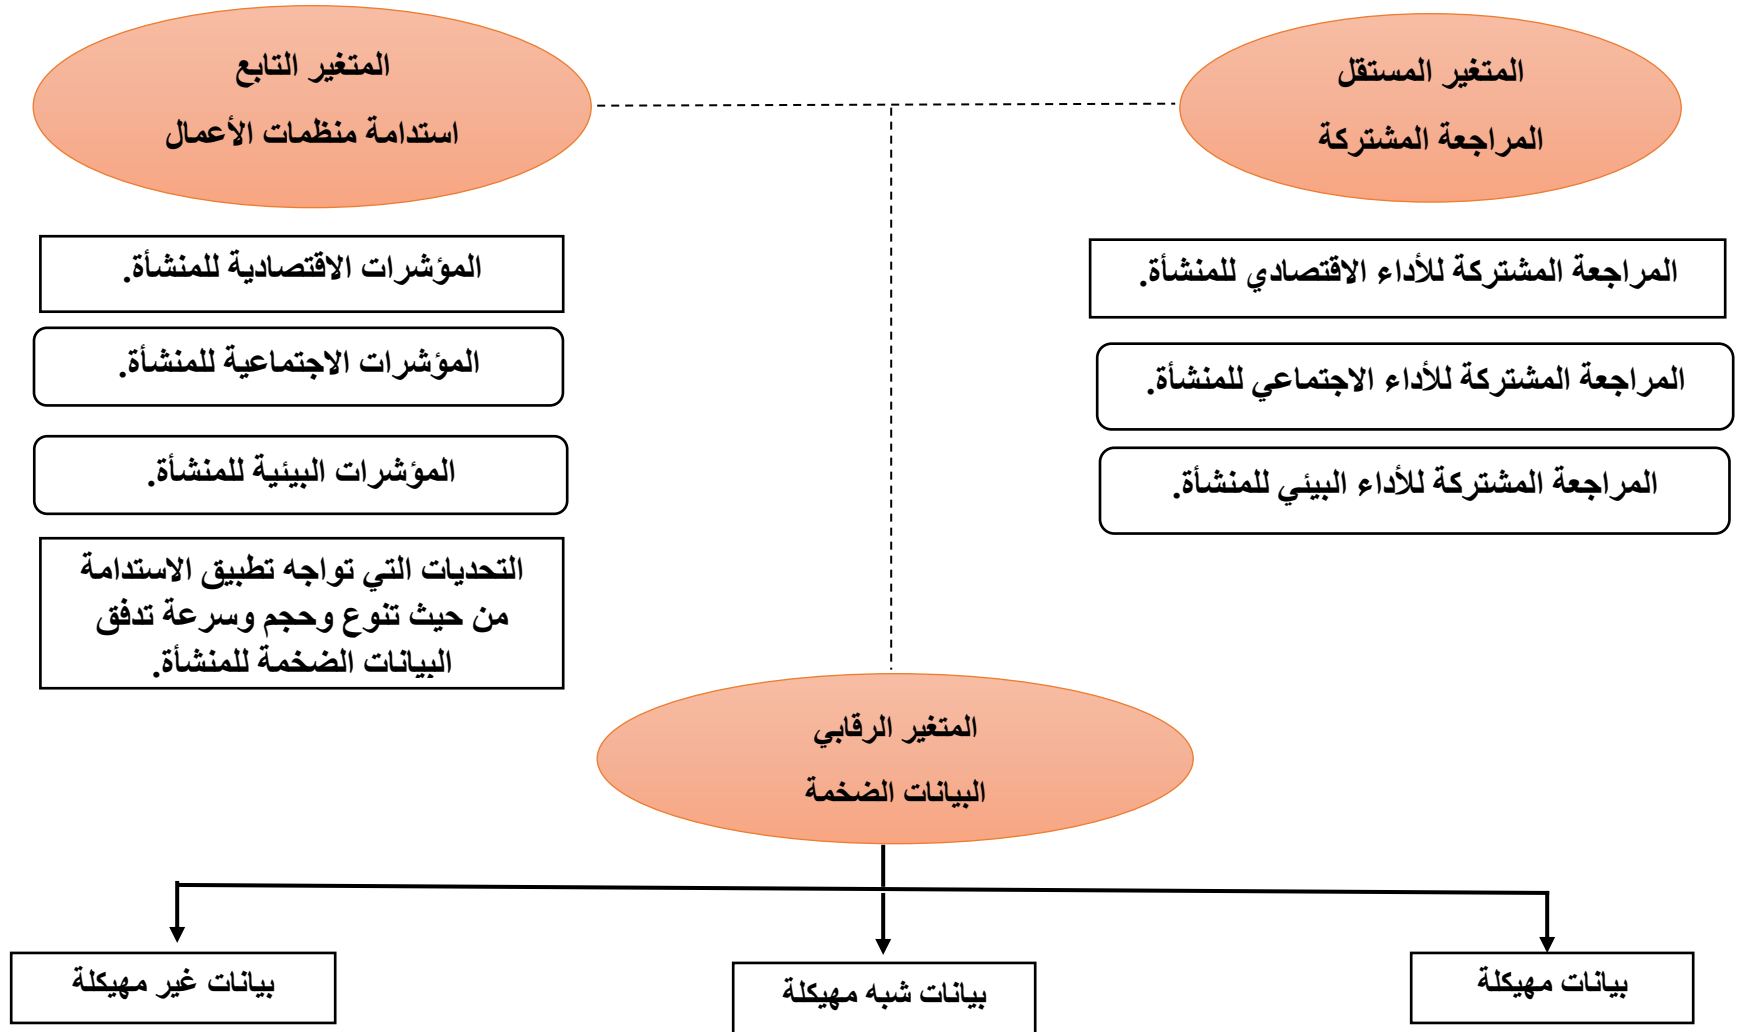 المتغير المستقل
المراجعة المشتركة
المتغير التابع
استدامة منظمات الأعمال
المراجعة المشتركة للأداء الاقتصادي للمنشأة.
المراجعة المشتركة للأداء الاجتماعي للمنشأة.
المراجعة المشتركة للأداء البيئي للمنشأة.
المؤشرات الاقتصادية للمنشأة.
المؤشرات الاجتماعية للمنشأة.
المؤشرات البيئية للمنشأة.
التحديات التي تواجه تطبيق الاستدامة
من حيث تنوع وحجم وسرعة تدفق
البيانات الضخمة للمنشأة.
المتغير الرقابي
البيانات الضخمة
بيانات مهيكلة
بيانات شبه مهيكلة
بيانات غير مهيكلة